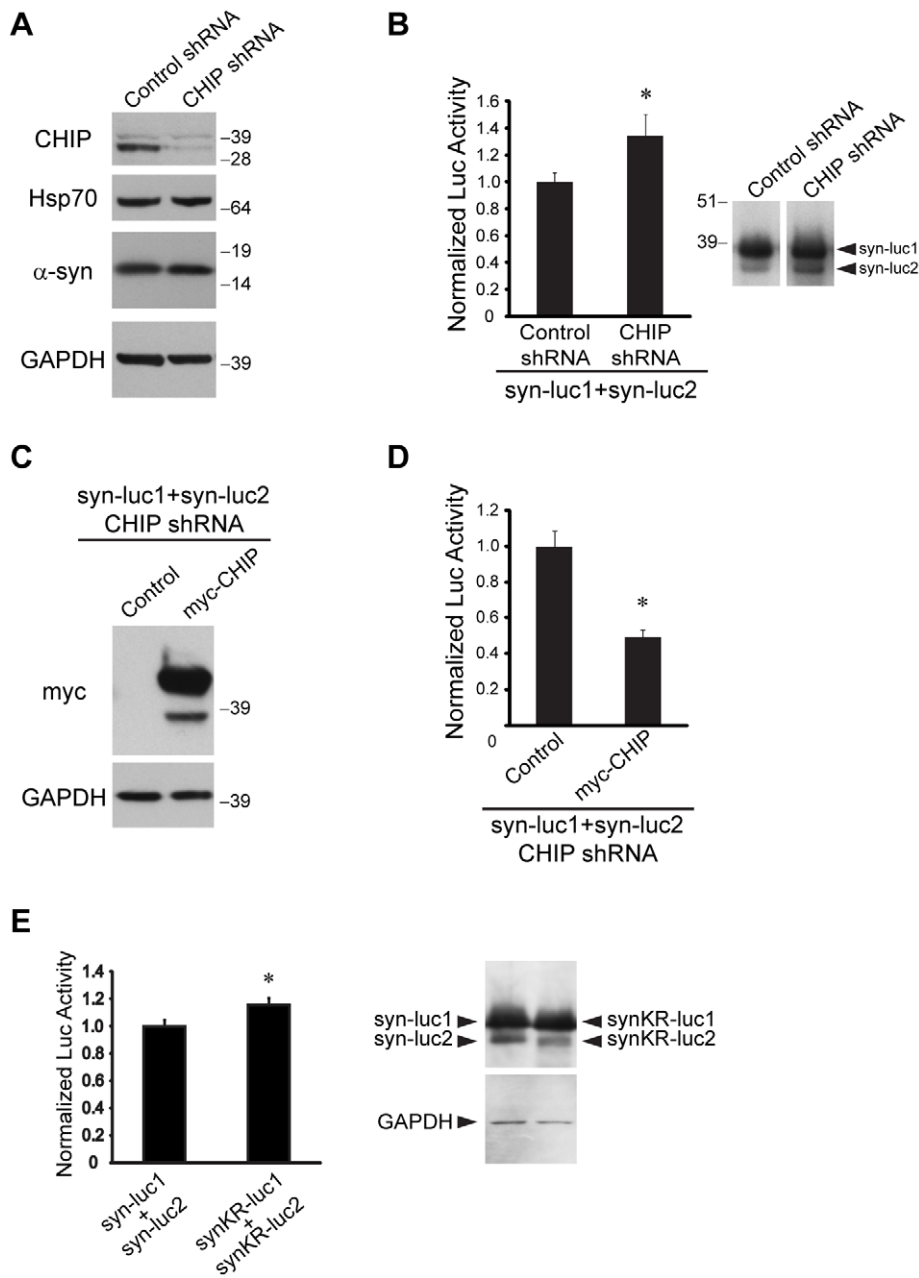 A
Control shRNA
CHIP shRNA
CHIP
–39
–28
Hsp70
–64
α-syn
–19
–14
GAPDH
–39
B
Normalized Luc Activity
1.6
1.4
1.2
1.0
0.8
0.6
0.4
0.2
0
*
Control
shRNA
CHIP
shRNA
syn-luc1+syn-luc2
Control shRNA
CHIP shRNA
51–
39–
syn-luc1
syn-luc2
C
syn-luc1+syn-luc2
CHIP shRNA
Control
myc-CHIP
myc
–39
GAPDH
–39
D
Normalized Luc Activity
1.2
1.0
0.8
0.6
0.4
0.2
0
*
Control
myc-CHIP
syn-luc1+syn-luc2
CHIP shRNA
E
Normalized Luc Activity
1.4
1.2
1.0
0.8
0.6
0.4
0.2
0
*
syn-luc1
+
syn-luc2
synKR-luc1
+
synKR-luc2
syn-luc1
syn-luc2
synKR-luc1
synKR-luc2
GAPDH